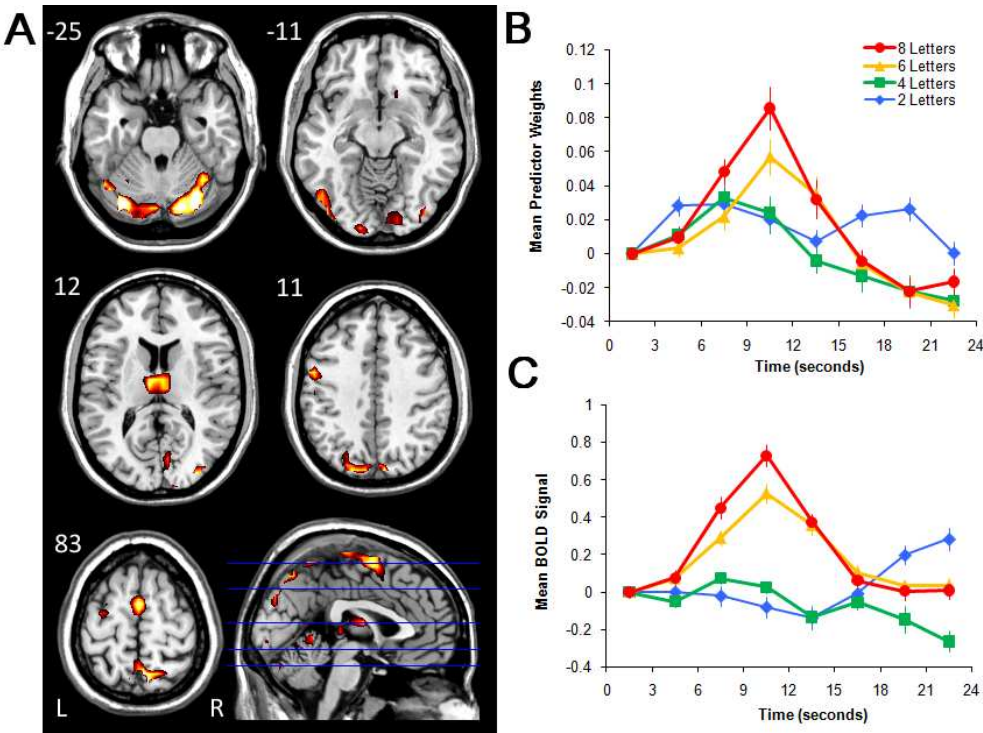 A
-25
-11
12
11
83
L
R
B
0.12
0.1
0.08
0.06
0.04
0.02
0
-0.02
-0.04
Mean Predictor Weights
8 Letters
6 Letters
4 Letters
2 Letters
0 3 6 9 12 15 18 21 24
Time (seconds)
C
1
0.8
0.6
0.4
0.2
0
-0.2
-0.4
Mean BOLD Signal
0 3 6 9 12 15 18 21 24
Time (seconds)